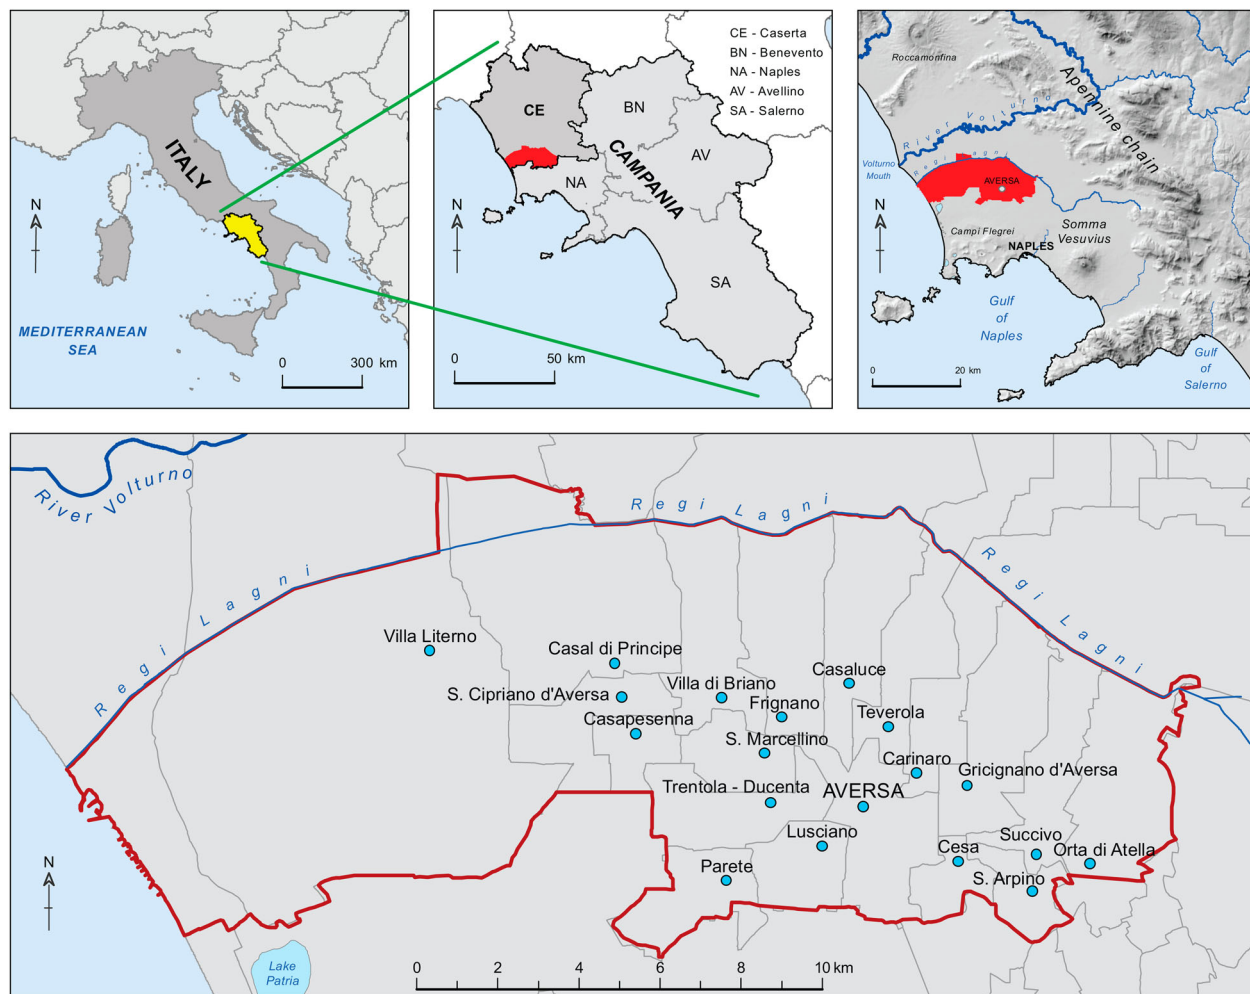 ITALY
N
MEDITERRANEAN
SEA
0 300 km
CE - Caserta
BN - Benevento
NA - Naples
AV - Avellino
SA - Salerno
CE
BN
CAMPANIA
AV
NA
N
SA
0 50 km
Roccamonfina
Apennine chain
River Volturno
Volturno
Mouth
Regi Lagni
AVERSA
N
Campi Flegrei
Somma
Vesuvius
NAPLES
Gulf
of
Naples
Gulf
of
Salerno
0 20 km
River Volturno
Regi Lagni
Regi Lagni
Regi Lagni
Villa Literno
Casal di Principe
S. Cipriano d'Aversa
Villa di Briano
Casaluce
Casapesenna
Frignano
Teverola
S. Marcellino
Carinaro
Gricignano d'Aversa
Trentola - Ducenta
AVERSA
Lusciano
Succivo
Cesa
Orta di Atella
Parete
S. Arpino
N
Lake
Patria
0 2 4 6 8 10 km